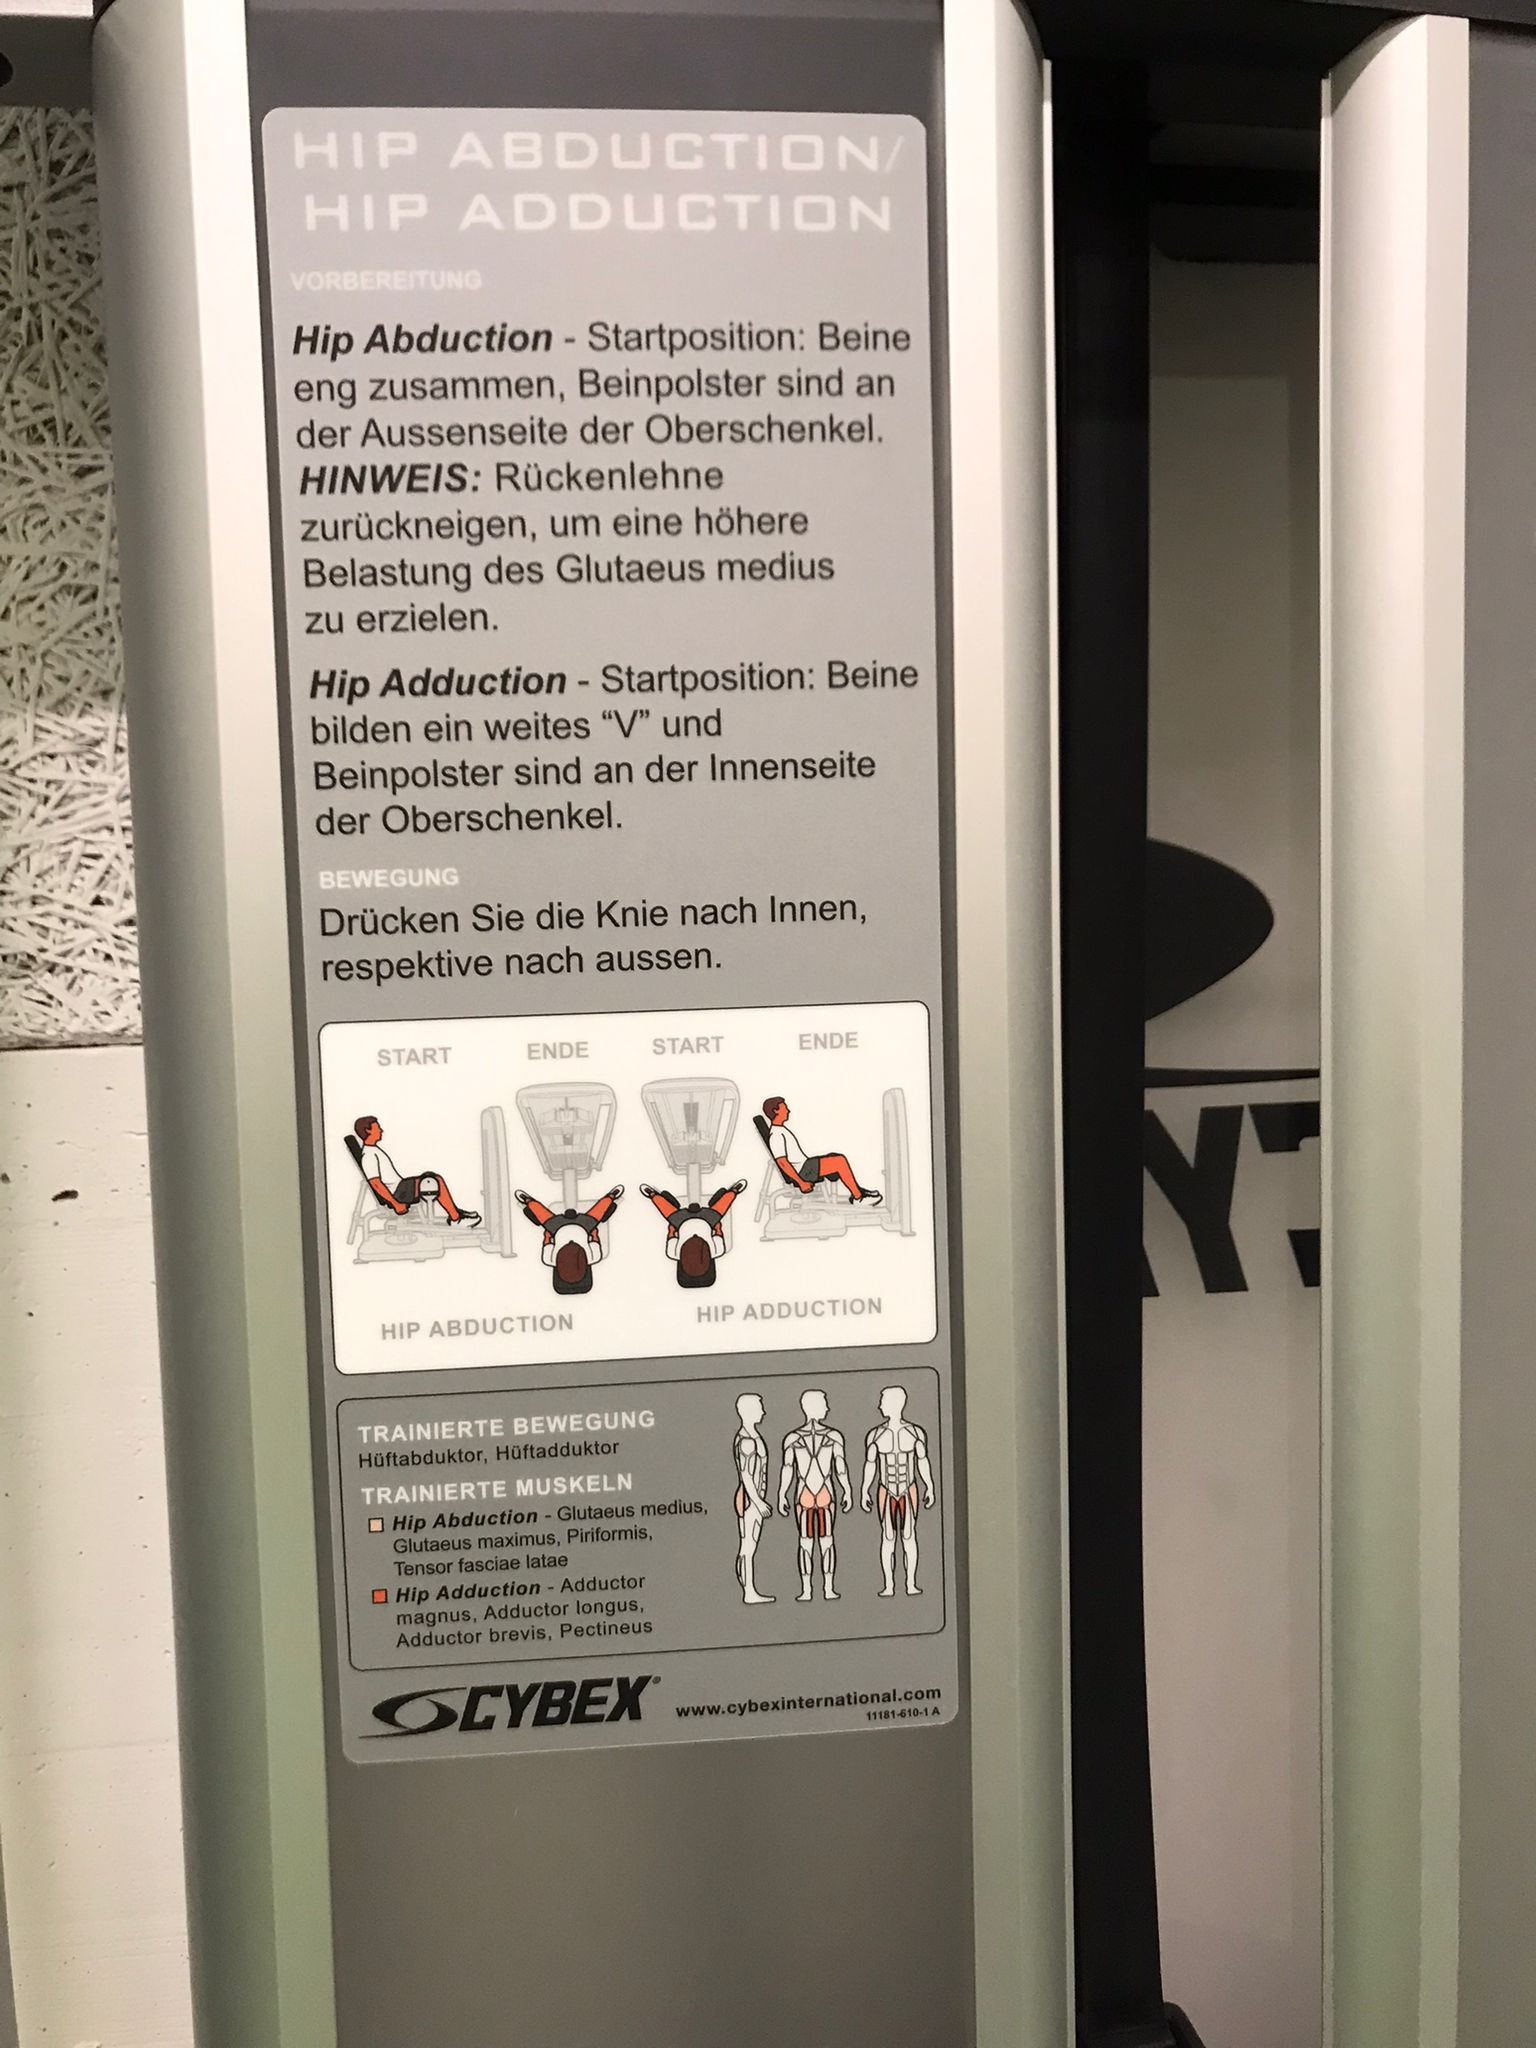 HIP ABDUCTION/
HIP ADDUCTION
VORBEREITUNG
Hip Abduction - Startposition: Beine
eng zusammen, Beinpolster sind an
der Aussenseite der Oberschenkel.
HINWEIS: Rückenlehne
zurückneigen, um eine höhere
Belastung des Glutaeus medius
zu erzielen.
Hip Adduction - Startposition: Beine
bilden ein weites “V” und
Beinpolster sind an der Innenseite
der Oberschenkel.
BEWEGUNG
Drücken Sie die Knie nach Innen,
respektive nach aussen.
START ENDE START ENDE
HIP ABDUCTION HIP ADDUCTION
TRAINIERTE BEWEGUNG
Hüftabduktor, Hüftadduktor
TRAINIERTE MUSKELN
Hip Abduction - Glutaeus medius,
Glutaeus maximus, Piriformis,
Tensor fasciae latae
Hip Adduction - Adductor
magnus, Adductor longus,
Adductor brevis, Pectineus
CYBEX® www.cybexinternational.com
11181-610-1 A